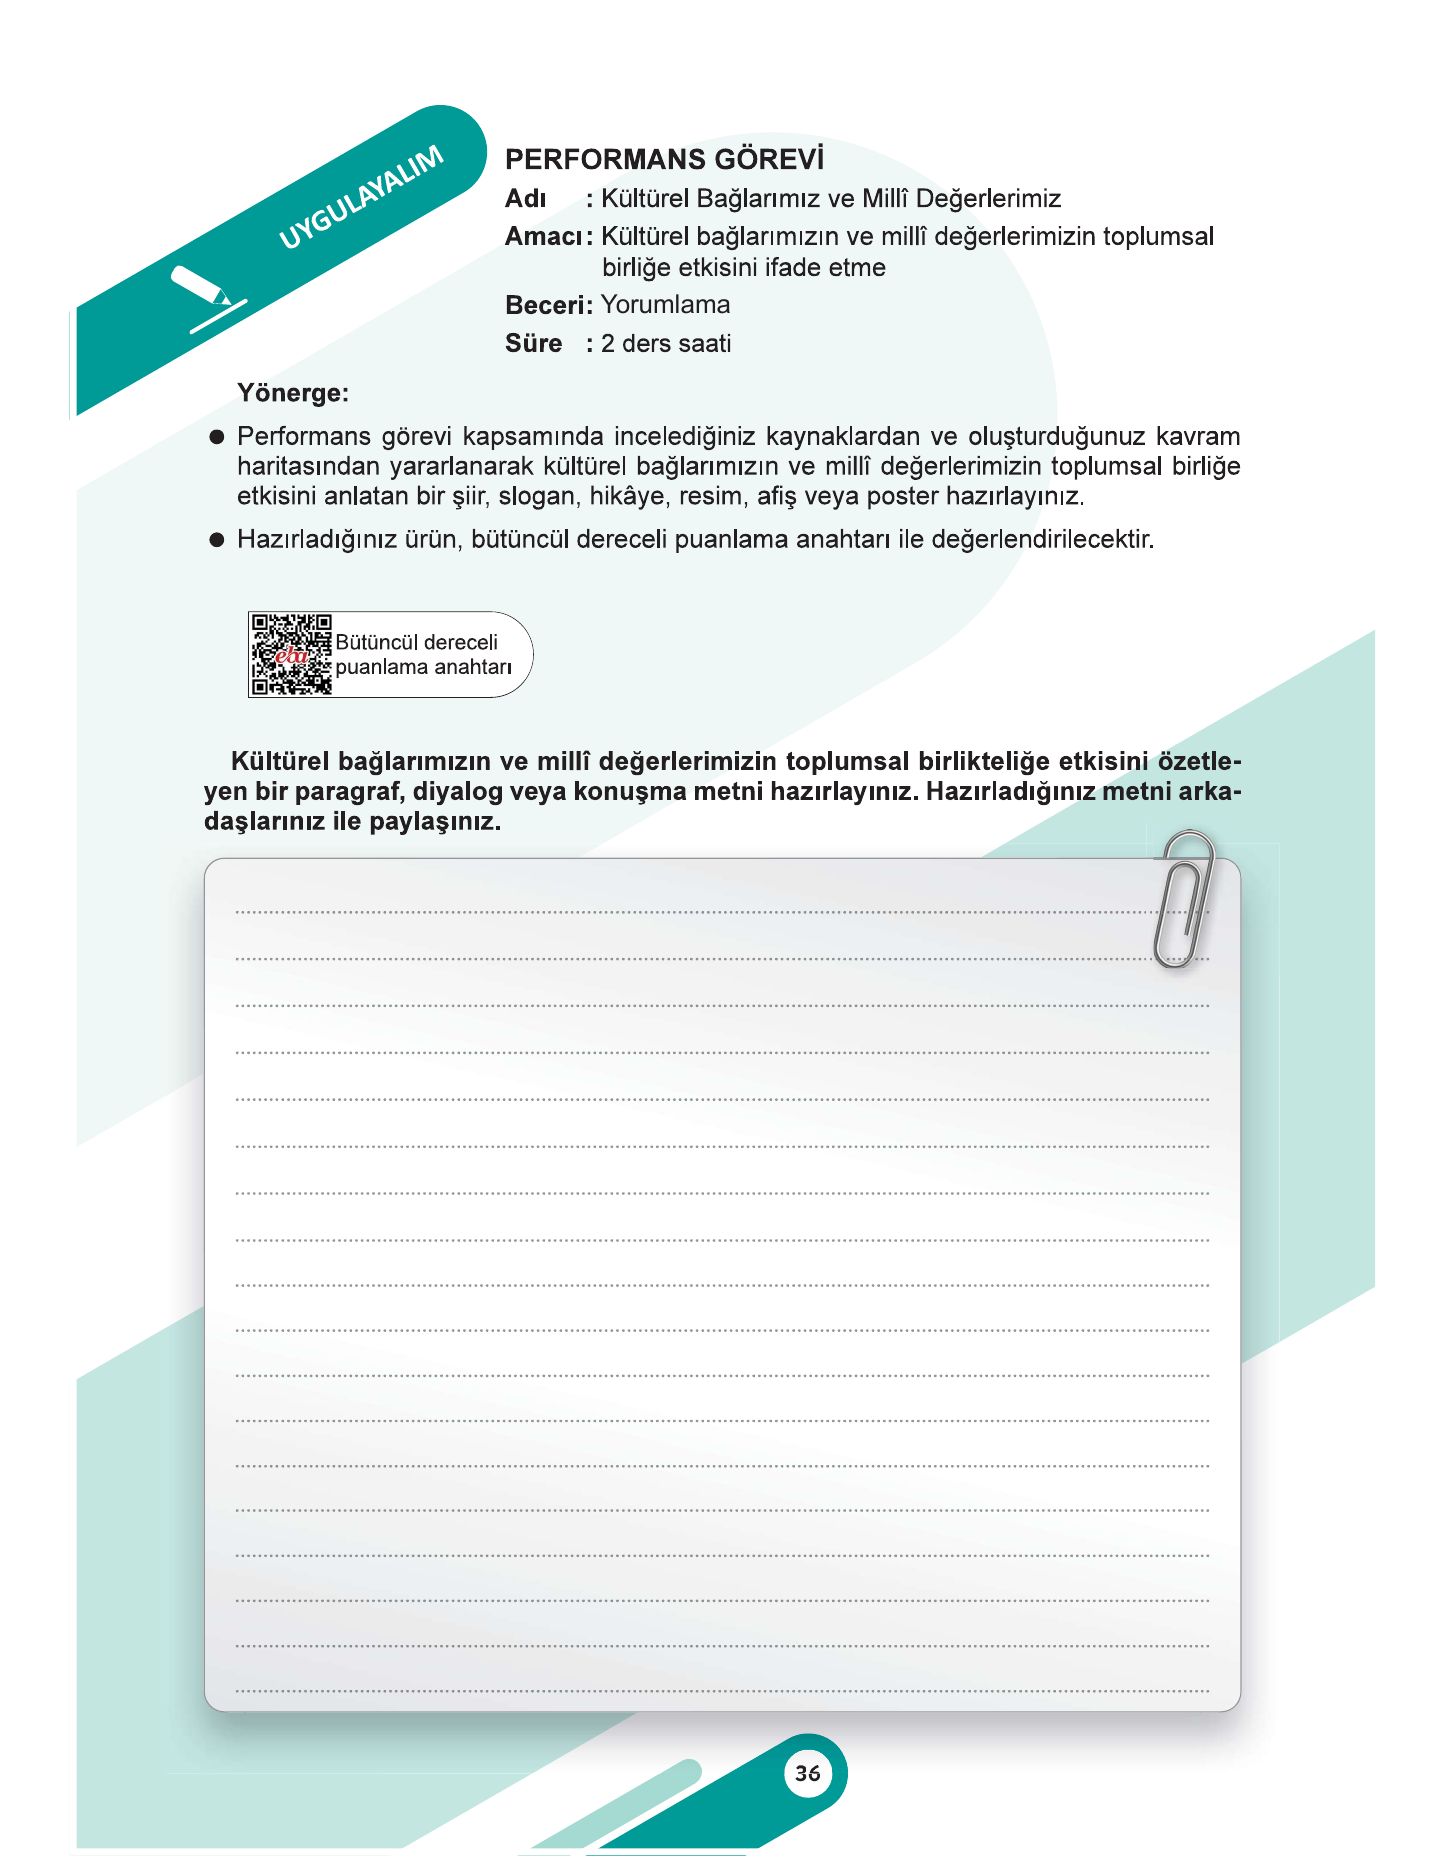 UYGULAYALIM
PERFORMANS GÖREVİ
Adı : Kültürel Bağlarımız ve Millî Değerlerimiz
Amacı : Kültürel bağlarımızın ve millî değerlerimizin toplumsal
birliğe etkisini ifade etme
Beceri : Yorumlama
Süre : 2 ders saati
Yönerge:
● Performans görevi kapsamında incelediğiniz kaynaklardan ve oluşturduğunuz kavram
haritasından yararlanarak kültürel bağlarımızın ve millî değerlerimizin toplumsal birliğe
etkisini anlatan bir şiir, slogan, hikâye, resim, afiş veya poster hazırlayınız.
● Hazırladığınız ürün, bütüncül dereceli puanlama anahtarı ile değerlendirilecektir.
eba
Bütüncül dereceli
puanlama anahtarı
Kültürel bağlarımızın ve millî değerlerimizin toplumsal birlikteliğe etkisini özetle-
yen bir paragraf, diyalog veya konuşma metni hazırlayınız. Hazırladığınız metni arka-
daşlarınız ile paylaşınız.
36